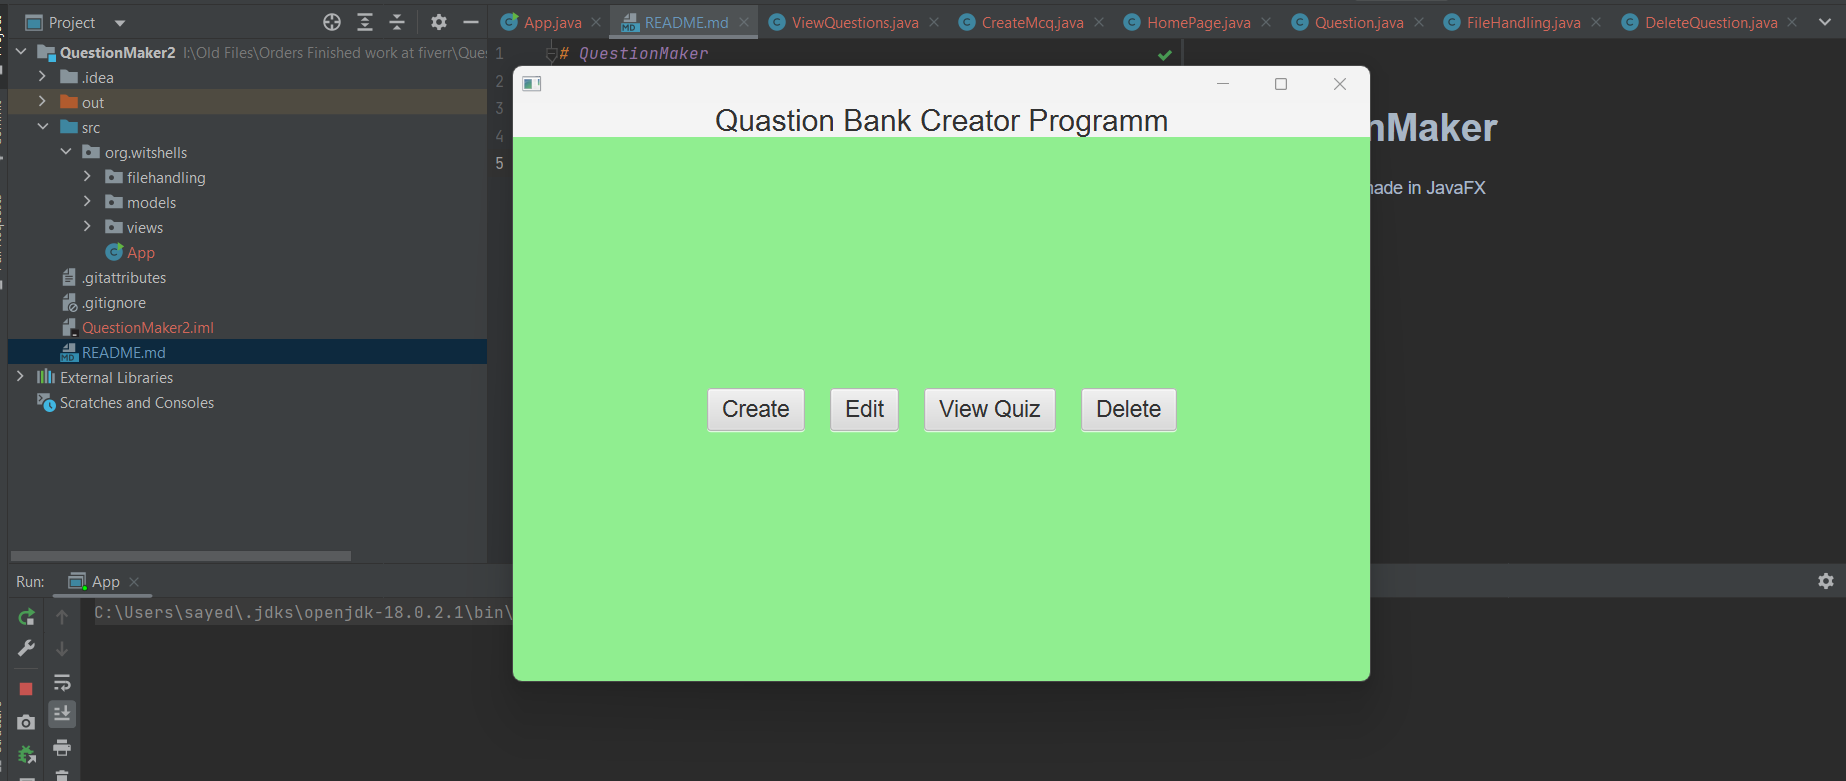 Project
App.java
README.md
ViewQuestions.java
CreateMcq.java
HomePage.java
Question.java
FileHandling.java
DeleteQuestion.java
QuestionMaker2 I:\Old Files\Orders Finished work at fiverr\Ques
.idea
out
src
org.witshells
filehandling
models
views
App
.gitattributes
.gitignore
QuestionMaker2.iml
README.md
External Libraries
Scratches and Consoles
1
2
3
4
5
# QuestionMaker
Quastion Bank Creator Programm
nMaker
made in JavaFX
Create
Edit
View Quiz
Delete
Run:
App
C:\Users\sayed\.jdks\openjdk-18.0.2.1\bin\